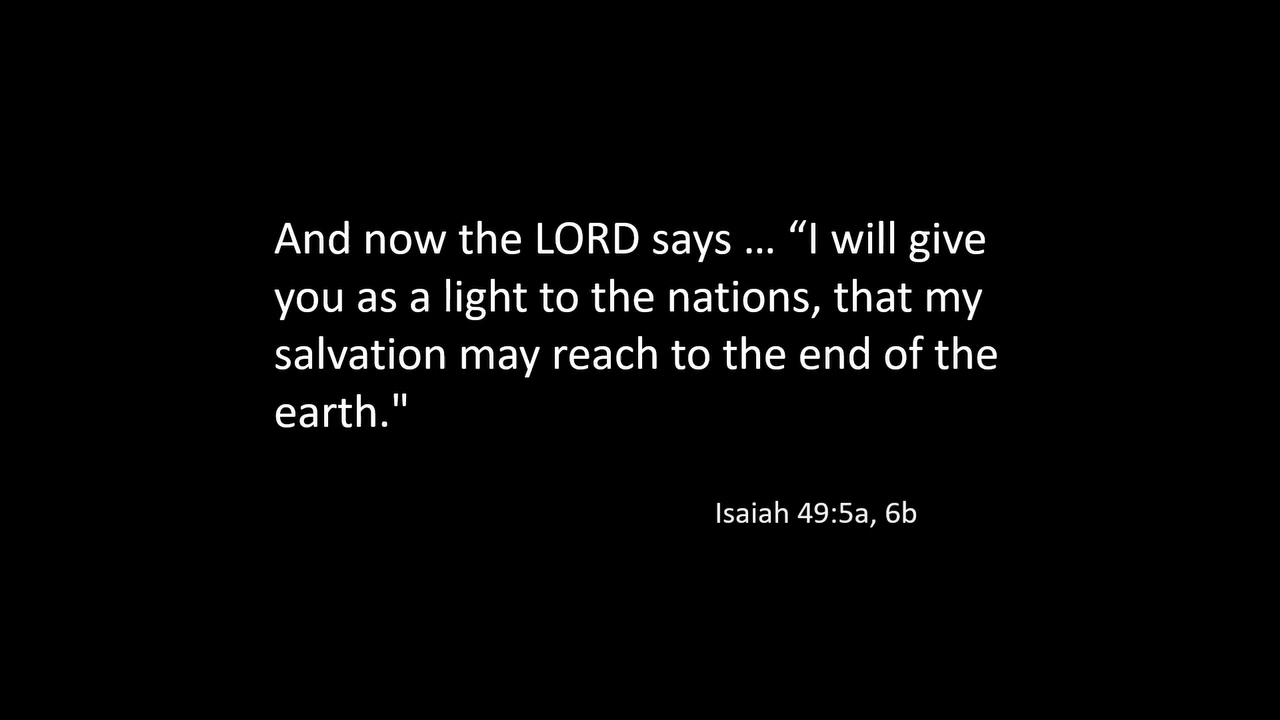 And now the LORD says … “I will give
you as a light to the nations, that my
salvation may reach to the end of the
earth."
Isaiah 49:5a, 6b